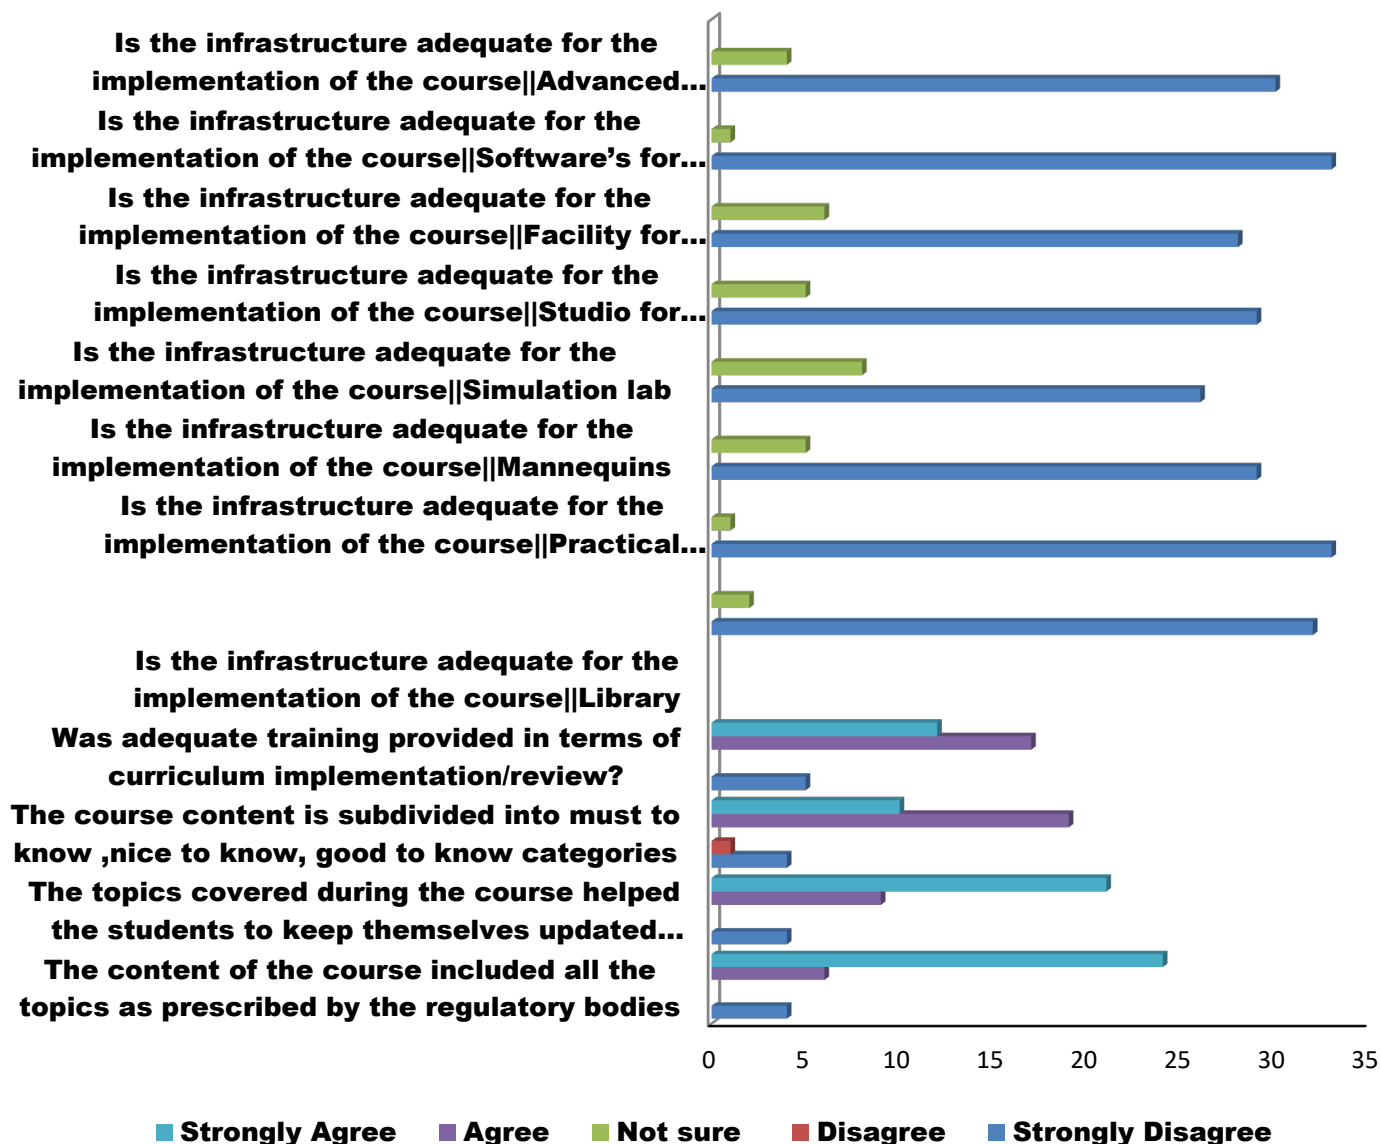 Is the infrastructure adequate for the
implementation of the course||Advanced...
Is the infrastructure adequate for the
implementation of the course||Software’s for...
Is the infrastructure adequate for the
implementation of the course||Facility for...
Is the infrastructure adequate for the
implementation of the course||Studio for...
Is the infrastructure adequate for the
implementation of the course||Simulation lab
Is the infrastructure adequate for the
implementation of the course||Mannequins
Is the infrastructure adequate for the
implementation of the course||Practical...
Is the infrastructure adequate for the
implementation of the course||Library
Was adequate training provided in terms of
curriculum implementation/review?
The course content is subdivided into must to
know ,nice to know, good to know categories
The topics covered during the course helped
the students to keep themselves updated...
The content of the course included all the
topics as prescribed by the regulatory bodies
0 5 10 15 20 25 30 35
Strongly Agree Agree Not sure Disagree Strongly Disagree